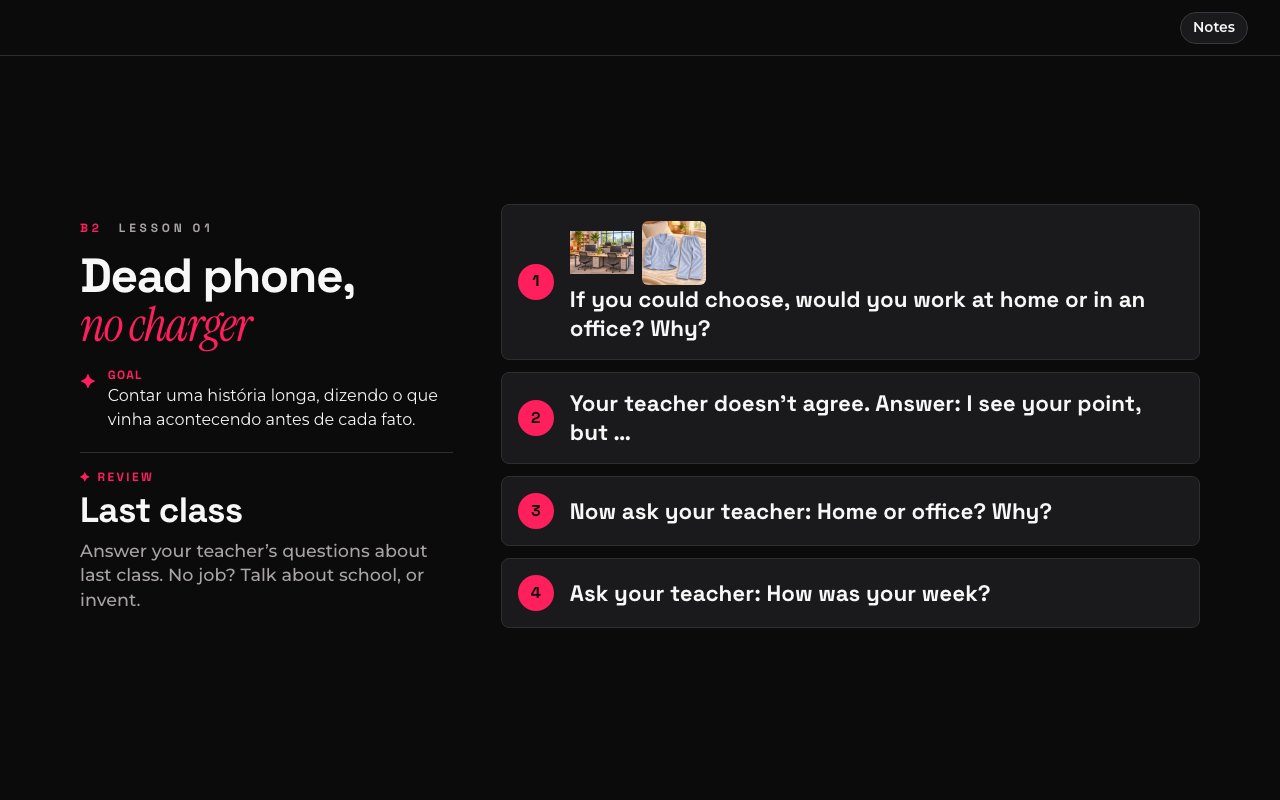 Notes
B2 LESSON 01
Dead phone,
no charger
GOAL
Contar uma história longa, dizendo o que
vinha acontecendo antes de cada fato.
REVIEW
Last class
Answer your teacher’s questions about
last class. No job? Talk about school, or
invent.
1
If you could choose, would you work at home or in an
office? Why?
2
Your teacher doesn’t agree. Answer: I see your point,
but …
3
Now ask your teacher: Home or office? Why?
4
Ask your teacher: How was your week?